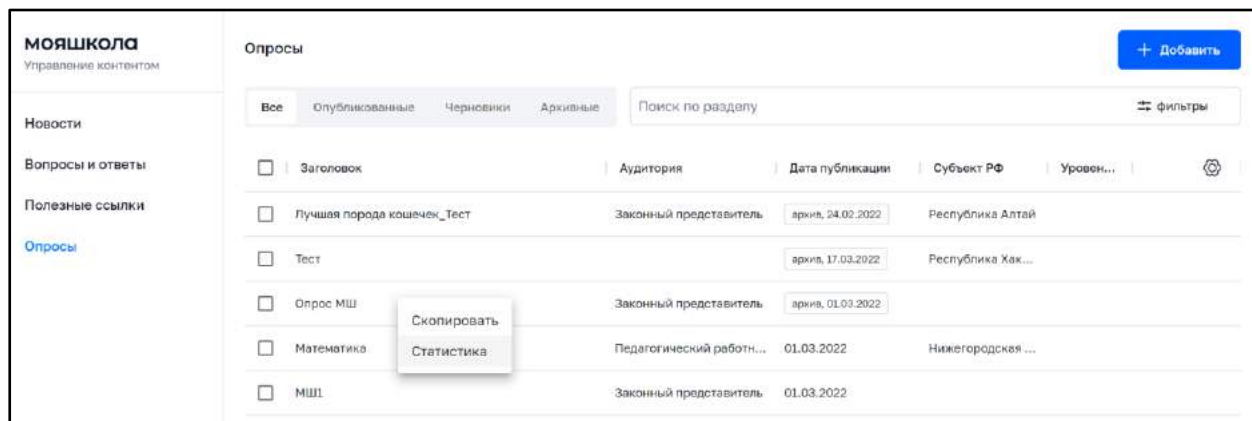 мояшкола
Управление контентом
Новости
Вопросы и ответы
Полезные ссылки
Опросы
Опросы
+ Добавить
Все Опубликованные Черновики Архивные
Поиск по разделу
фильтры
Заголовок Аудитория Дата публикации Субъект РФ Уровен...
Лучшая порода кошечек_Тест Законный представитель архив, 24.02.2022 Республика Алтай
Тест архив, 17.03.2022 Республика Хак...
Опрос МШ Законный представитель архив, 01.03.2022
Скопировать
Математика Педагогический работн... 01.03.2022 Нижегородская ...
Статистика
МШ1 Законный представитель 01.03.2022